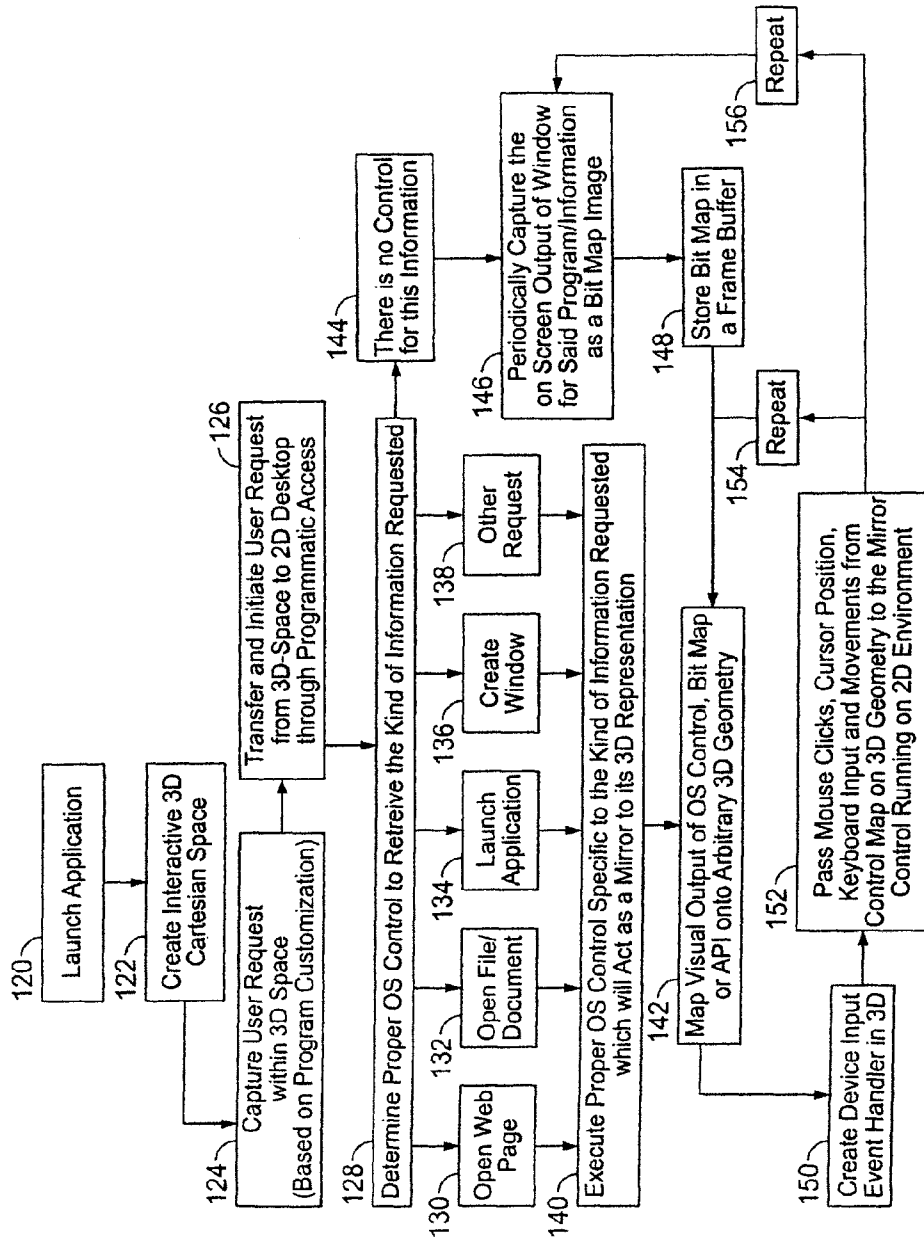 120
Launch Application
122
Create Interactive 3D
Cartesian Space
124
Capture User Request
within 3D Space
(Based on Program Customization)
126
Transfer and Initiate User Request
from 3D-Space to 2D Desktop
through Programmatic Access
128
Determine Proper OS Control to Retreive the Kind of Information Requested
130
Open Web
Page
132
Open File/
Document
134
Launch
Application
136
Create
Window
138
Other
Request
140
Execute Proper OS Control Specific to the Kind of Information Requested
which will Act as a Mirror to its 3D Representation
144
There is no Control
for this Information
146
Periodically Capture the
on Screen Output of Window
for Said Program/Information
as a Bit Map Image
148
Store Bit Map in
a Frame Buffer
142
Map Visual Output of OS Control, Bit Map
or API onto Arbitrary 3D Geometry
150
Create Device Input
Event Handler in 3D
152
Pass Mouse Clicks, Cursor Position,
Keyboard Input and Movements from
Control Map on 3D Geometry to the Mirror
Control Running on 2D Environment
154
Repeat
156
Repeat